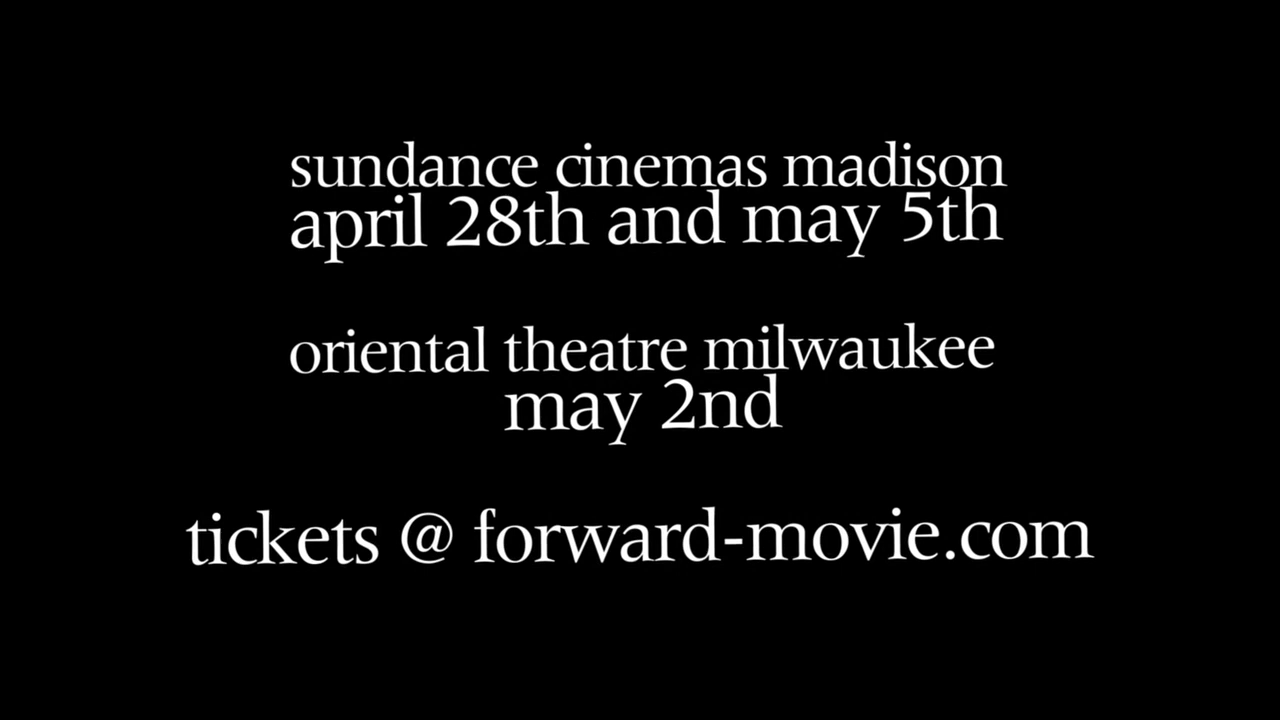 sundance cinemas madison
april 28th and may 5th
oriental theatre milwaukee
may 2nd
tickets @ forward-movie.com